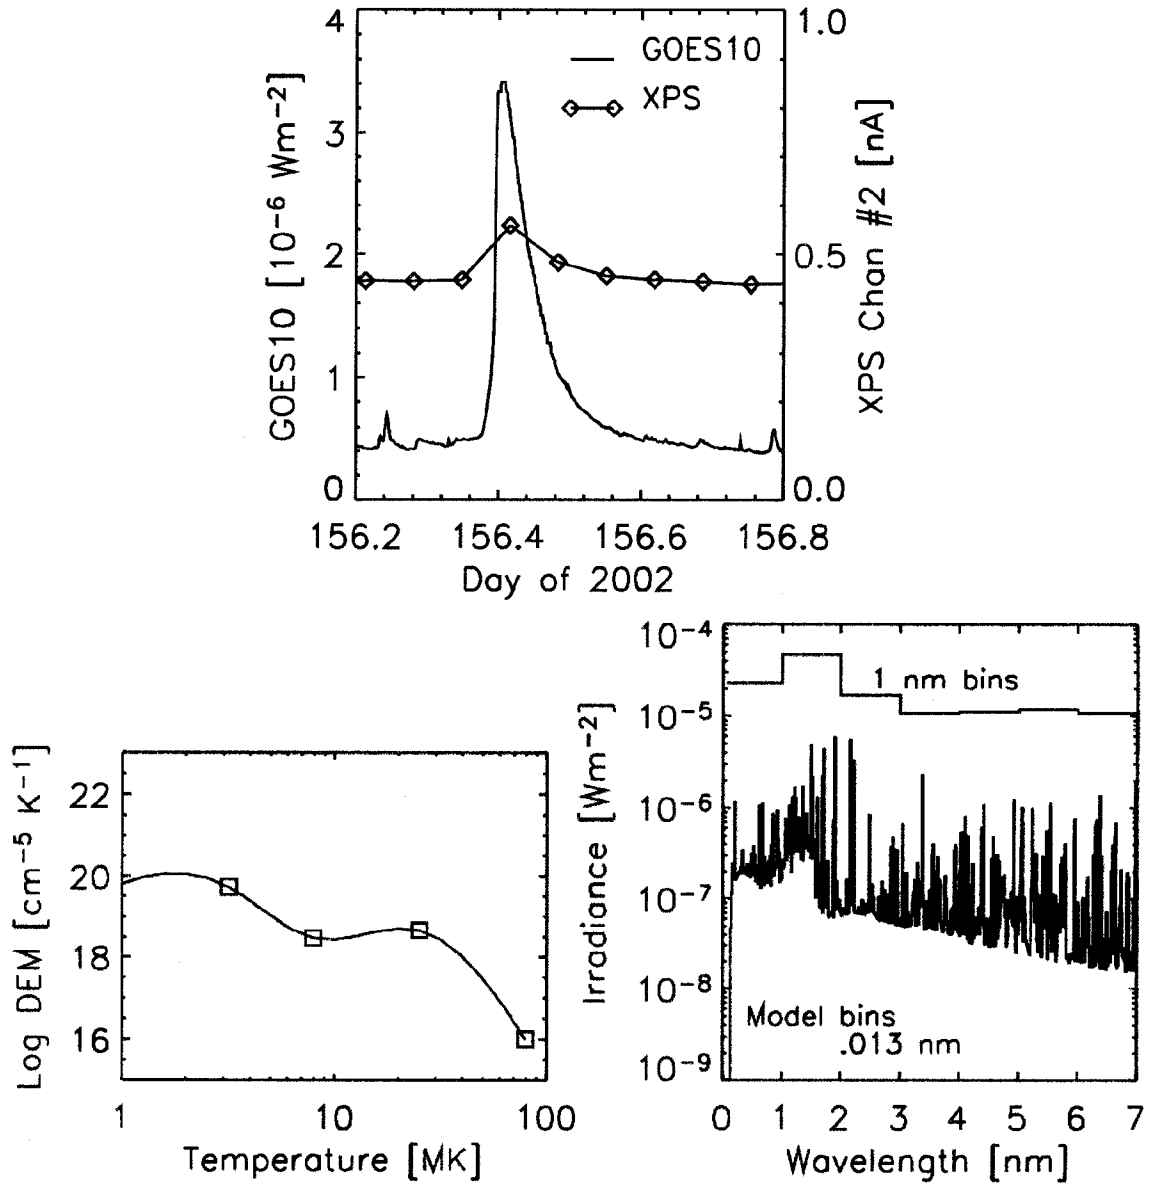 GOES10
XPS
4
3
2
1
0
GOES10 [10⁻⁶ Wm⁻²]
1.0
0.5
0.0
XPS Chan #2 [nA]
156.2 156.4 156.6 156.8
Day of 2002
22
20
18
16
Log DEM [cm⁻⁵ K⁻¹]
1 10 100
Temperature [MK]
10⁻⁴
10⁻⁵
10⁻⁶
10⁻⁷
10⁻⁸
10⁻⁹
Irradiance [Wm⁻²]
1 nm bins
Model bins
.013 nm
0 1 2 3 4 5 6 7
Wavelength [nm]